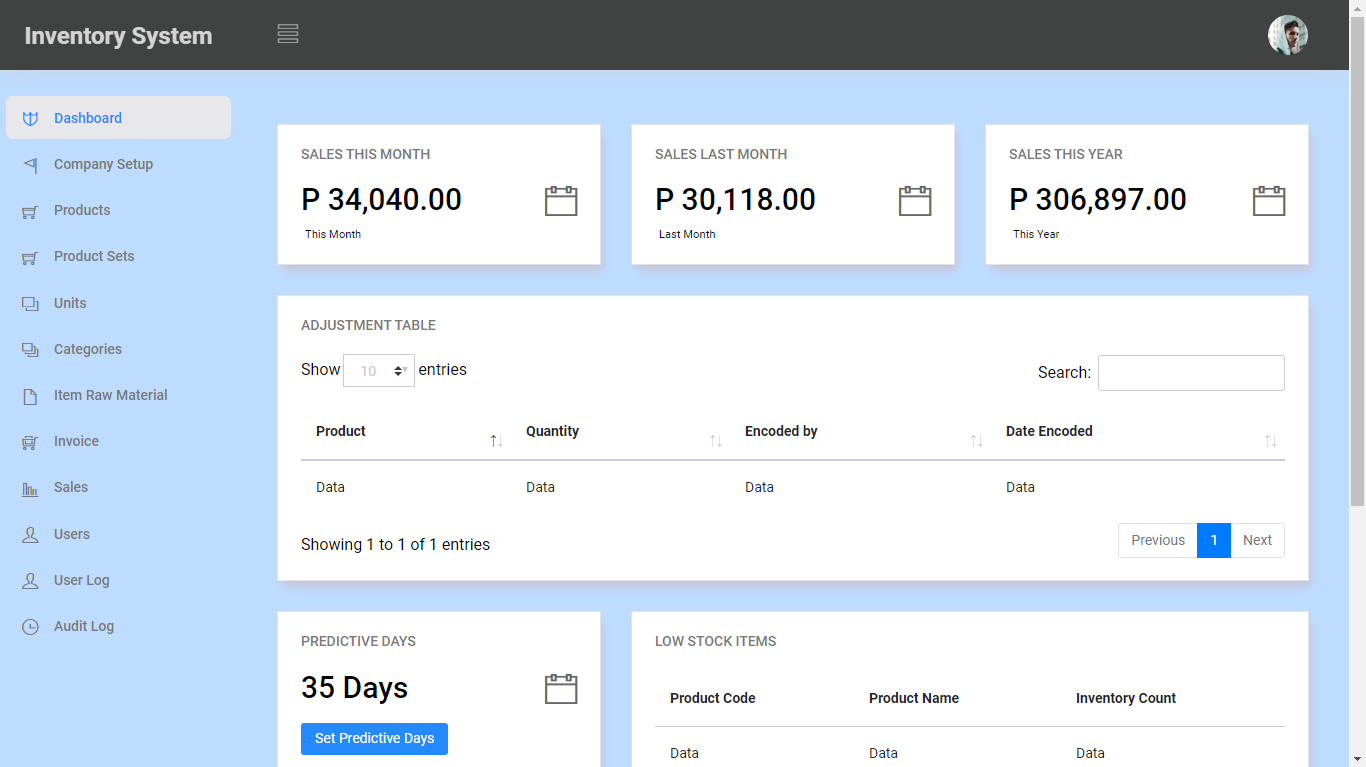 Inventory System
Dashboard
Company Setup
Products
Product Sets
Units
Categories
Item Raw Material
Invoice
Sales
Users
User Log
Audit Log
SALES THIS MONTH
P 34,040.00
This Month
SALES LAST MONTH
P 30,118.00
Last Month
SALES THIS YEAR
P 306,897.00
This Year
ADJUSTMENT TABLE
Show 10 entries Search:
Product Quantity Encoded by Date Encoded
Data Data Data Data
Showing 1 to 1 of 1 entries Previous 1 Next
PREDICTIVE DAYS
35 Days
Set Predictive Days
LOW STOCK ITEMS
Product Code Product Name Inventory Count
Data Data Data